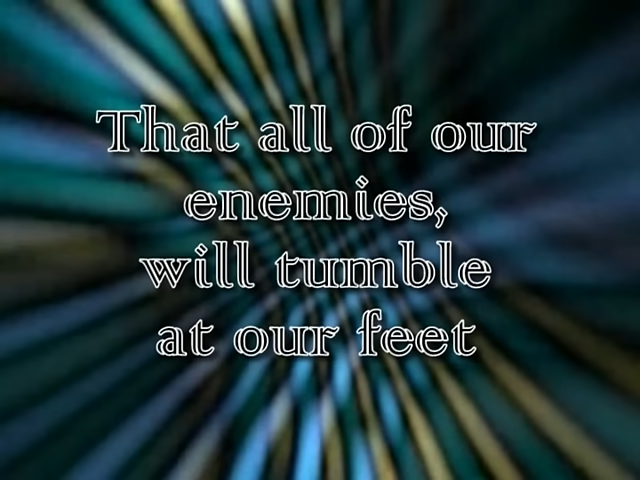 That all of our
enemies,
will tumble
at our feet